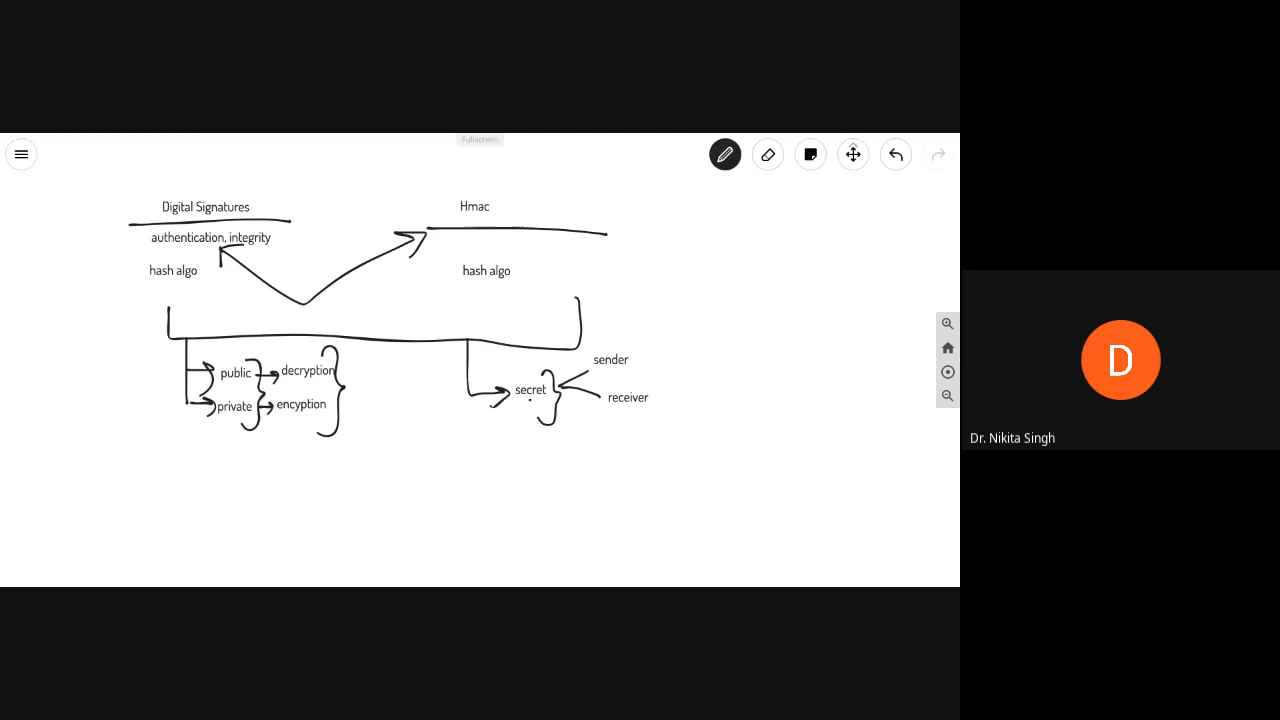 Fullscreen
Digital Signatures
Hmac
authentication, integrity
hash algo
hash algo
sender
public
decryption
secret
receiver
private
encyption
D
Dr. Nikita Singh